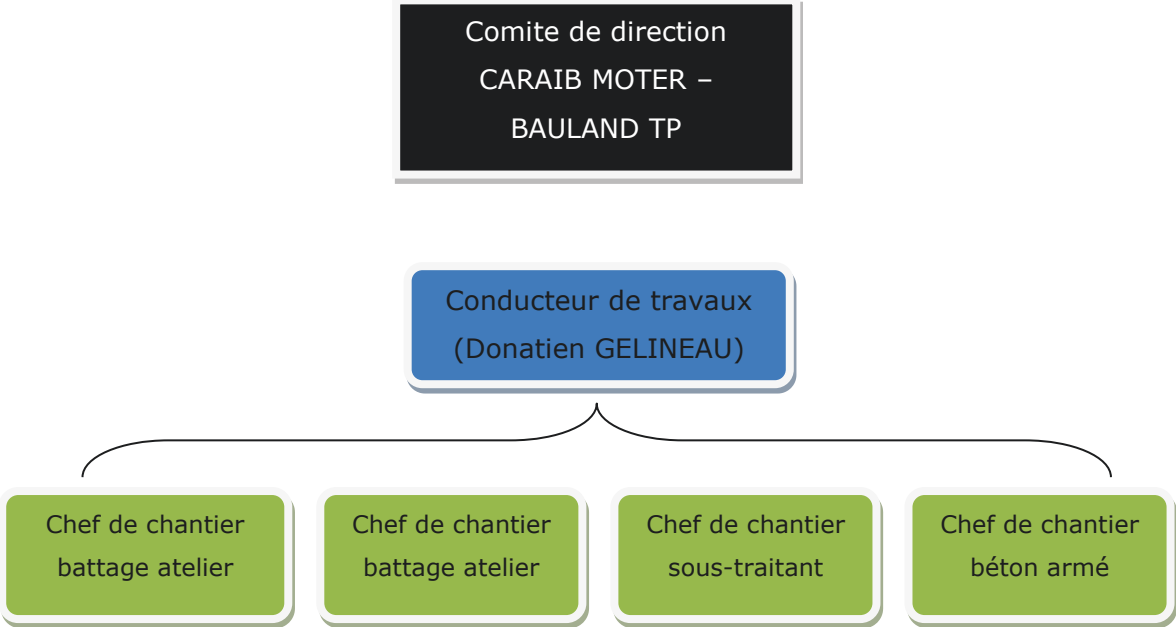 Comite de direction
CARAIB MOTER –
BAULAND TP
Conducteur de travaux
(Donatien GELINEAU)
Chef de chantier
battage atelier
Chef de chantier
battage atelier
Chef de chantier
sous-traitant
Chef de chantier
béton armé